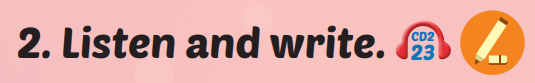 2. Listen and write. CD2
23